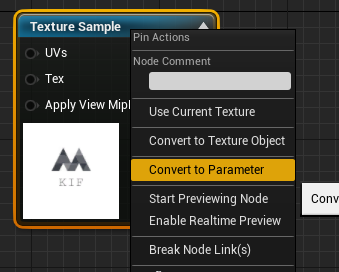 Texture Sample
Pin Actions
UVs
Node Comment
Tex
Apply View Mip
Use Current Texture
Convert to Texture Object
KIF
Convert to Parameter
Start Previewing Node
Conv
Enable Realtime Preview
Break Node Link(s)